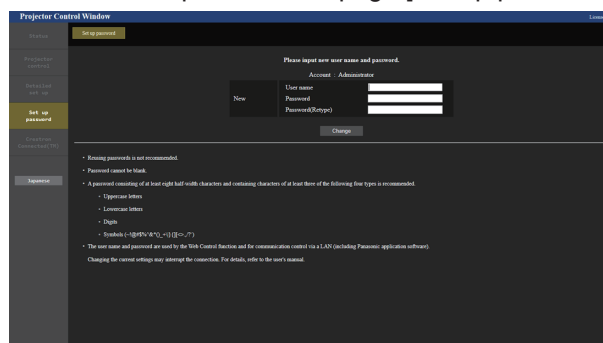 Projector Control Window
Status
Set up password
Projector
control
Please input new user name and password.
Account : Administrator
Detailed
set up
User name
New
Password
Password(Retype)
Set up
password
Change
Crestron
Connected(TM)
• Reusing passwords is not recommended.
• Password cannot be blank.
Japanese
• A password consisting of at least eight half-width characters and containing characters of at least three of the following four types is recommended.
• Uppercase letters
• Lowercase letters
• Digits
• The user name and password are used by the Web Control function and for communication control via a LAN (including Panasonic application software).
Changing the current settings may interrupt the connection. For details, refer to the user's manual.